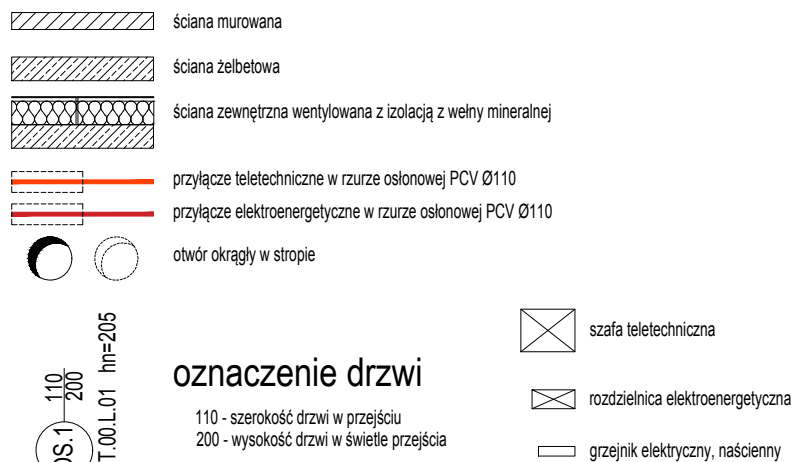 ściana murowana
ściana żelbetowa
ściana zewnętrzna wentylowana z izolacją z wełny mineralnej
przyłącze teletechniczne w rzurze osłonowej PCV Ø110
przyłącze elektroenergetyczne w rzurze osłonowej PCV Ø110
otwór okrągły w stropie
110
200
T.00.L.01 hn=205
oznaczenie drzwi
110 - szerokość drzwi w przejściu
200 - wysokość drzwi w świetle przejścia
szafa teletechniczna
rozdzielnica elektroenergetyczna
grzejnik elektryczny, naścienny